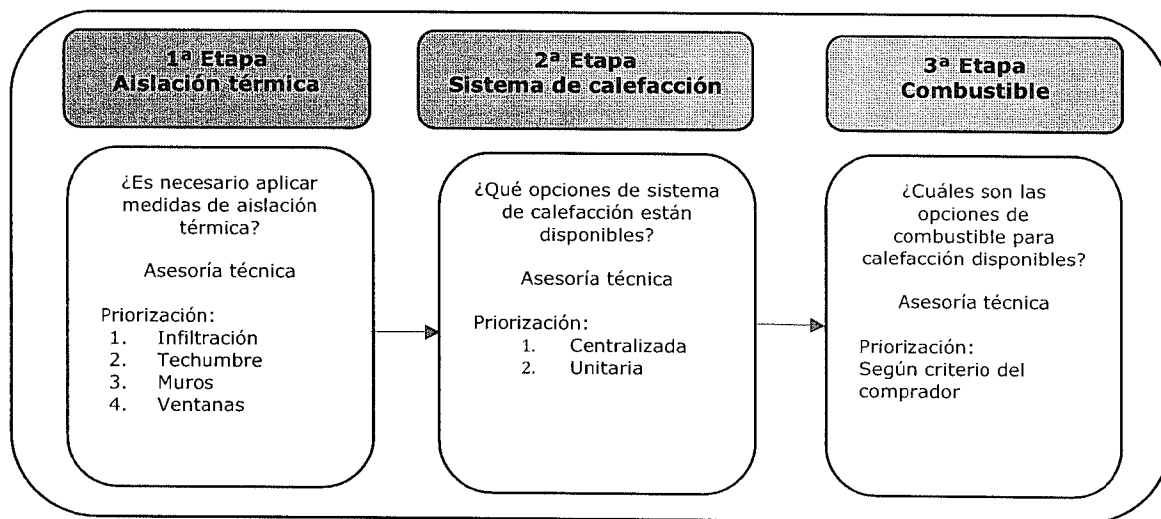 1ª Etapa
Aislación térmica
¿Es necesario aplicar
medidas de aislación
térmica?
Asesoría técnica
Priorización:
1. Infiltración
2. Techumbre
3. Muros
4. Ventanas
2ª Etapa
Sistema de calefacción
¿Qué opciones de sistema
de calefacción están
disponibles?
Asesoría técnica
Priorización:
1. Centralizada
2. Unitaria
3ª Etapa
Combustible
¿Cuáles son las
opciones de
combustible para
calefacción disponibles?
Asesoría técnica
Priorización:
Según criterio del
comprador